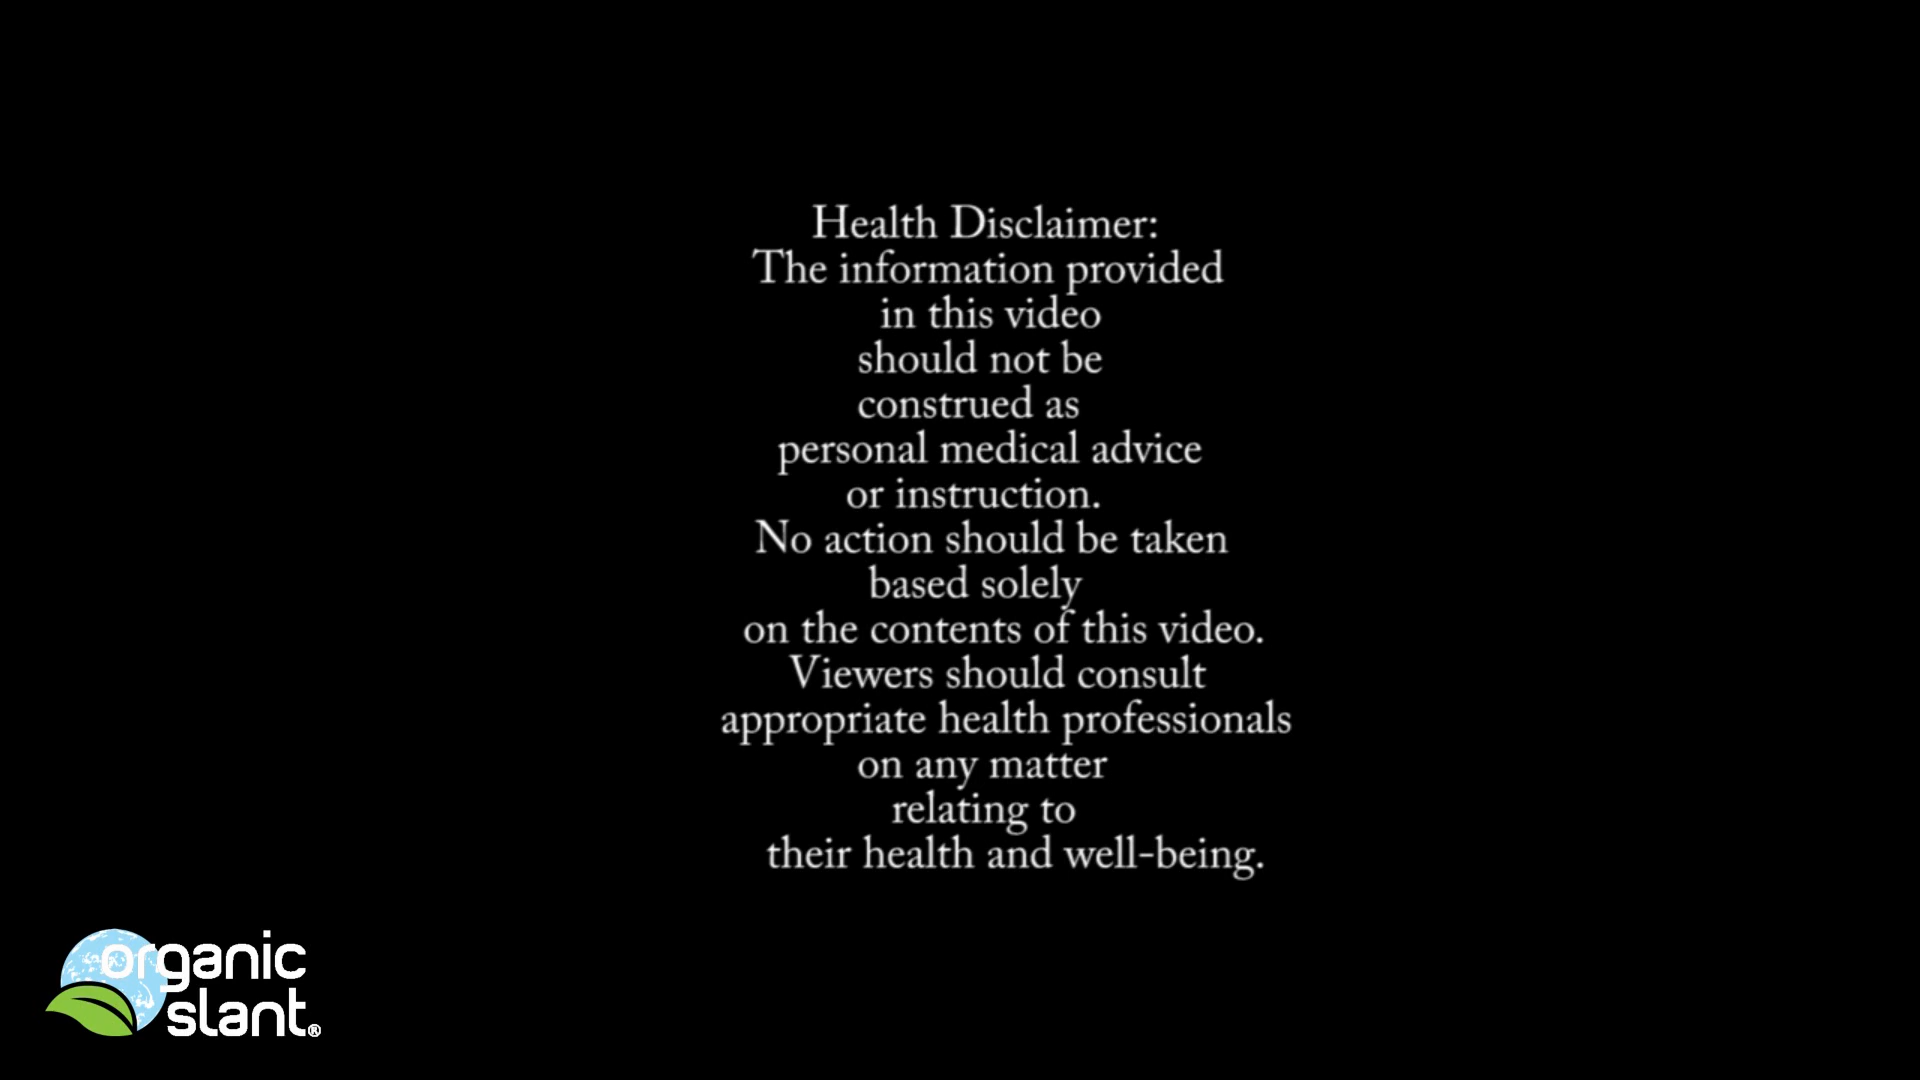 Health Disclaimer:
The information provided
in this video
should not be
construed as
personal medical advice
or instruction.
No action should be taken
based solely
on the contents of this video.
Viewers should consult
appropriate health professionals
on any matter
relating to
their health and well-being.
organic
slant®